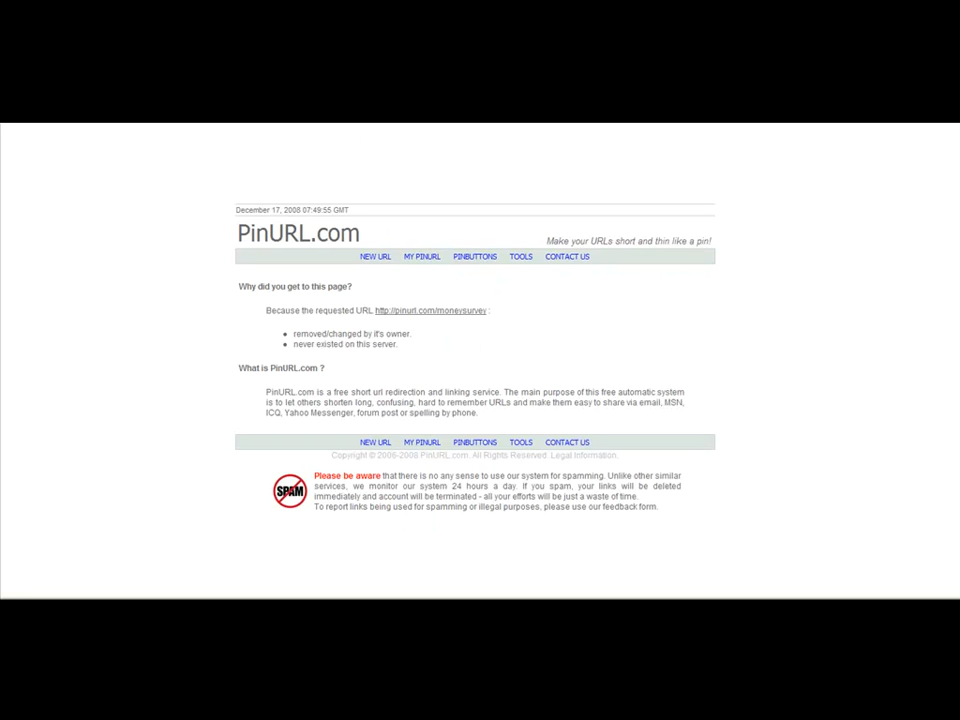 December 17, 2008 07:49:55 GMT
PinURL.com
Make your URLs short and thin like a pin!
NEW URL MY PINURL PINBUTTONS TOOLS CONTACT US
Why did you get to this page?
Because the requested URL http://pinurl.com/moneysurvey :
• removed/changed by it's owner.
• never existed on this server.
What is PinURL.com ?
PinURL.com is a free short url redirection and linking service. The main purpose of this free automatic system
is to let others shorten long, confusing, hard to remember URLs and make them easy to share via email, MSN,
ICQ, Yahoo Messenger, forum post or spelling by phone.
NEW URL MY PINURL PINBUTTONS TOOLS CONTACT US
Copyright © 2006-2008 PinURL.com. All Rights Reserved. Legal Information.
SPAM
Please be aware that there is no any sense to use our system for spamming. Unlike other similar
services, we monitor our system 24 hours a day. If you spam, your links will be deleted
immediately and account will be terminated - all your efforts will be just a waste of time.
To report links being used for spamming or illegal purposes, please use our feedback form.